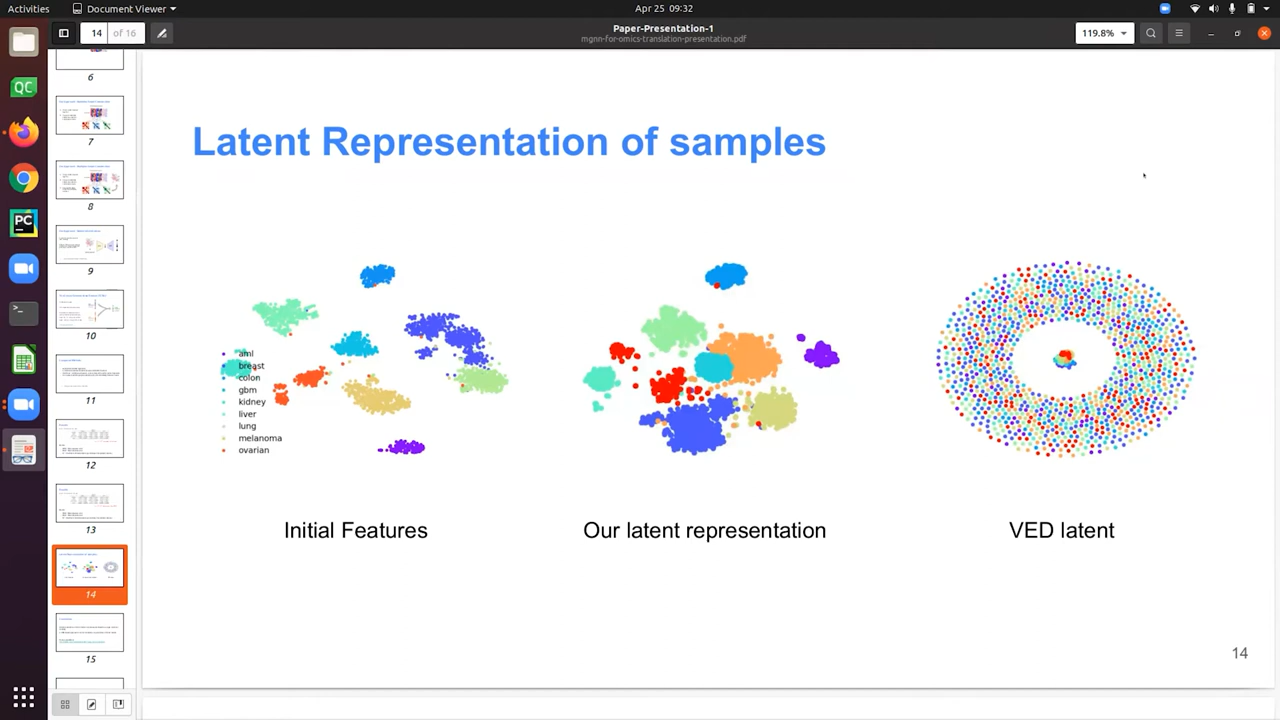 Activities
Document Viewer
Apr 25 09:32
14 of 16
Paper-Presentation-1
mgnn-for-omics-translation-presentation.pdf
119.8%
6
7
8
9
10
11
12
13
14
15
QC
PC
Latent Representation of samples
aml
breast
colon
gbm
kidney
liver
lung
melanoma
ovarian
Initial Features
Our latent representation
VED latent
14